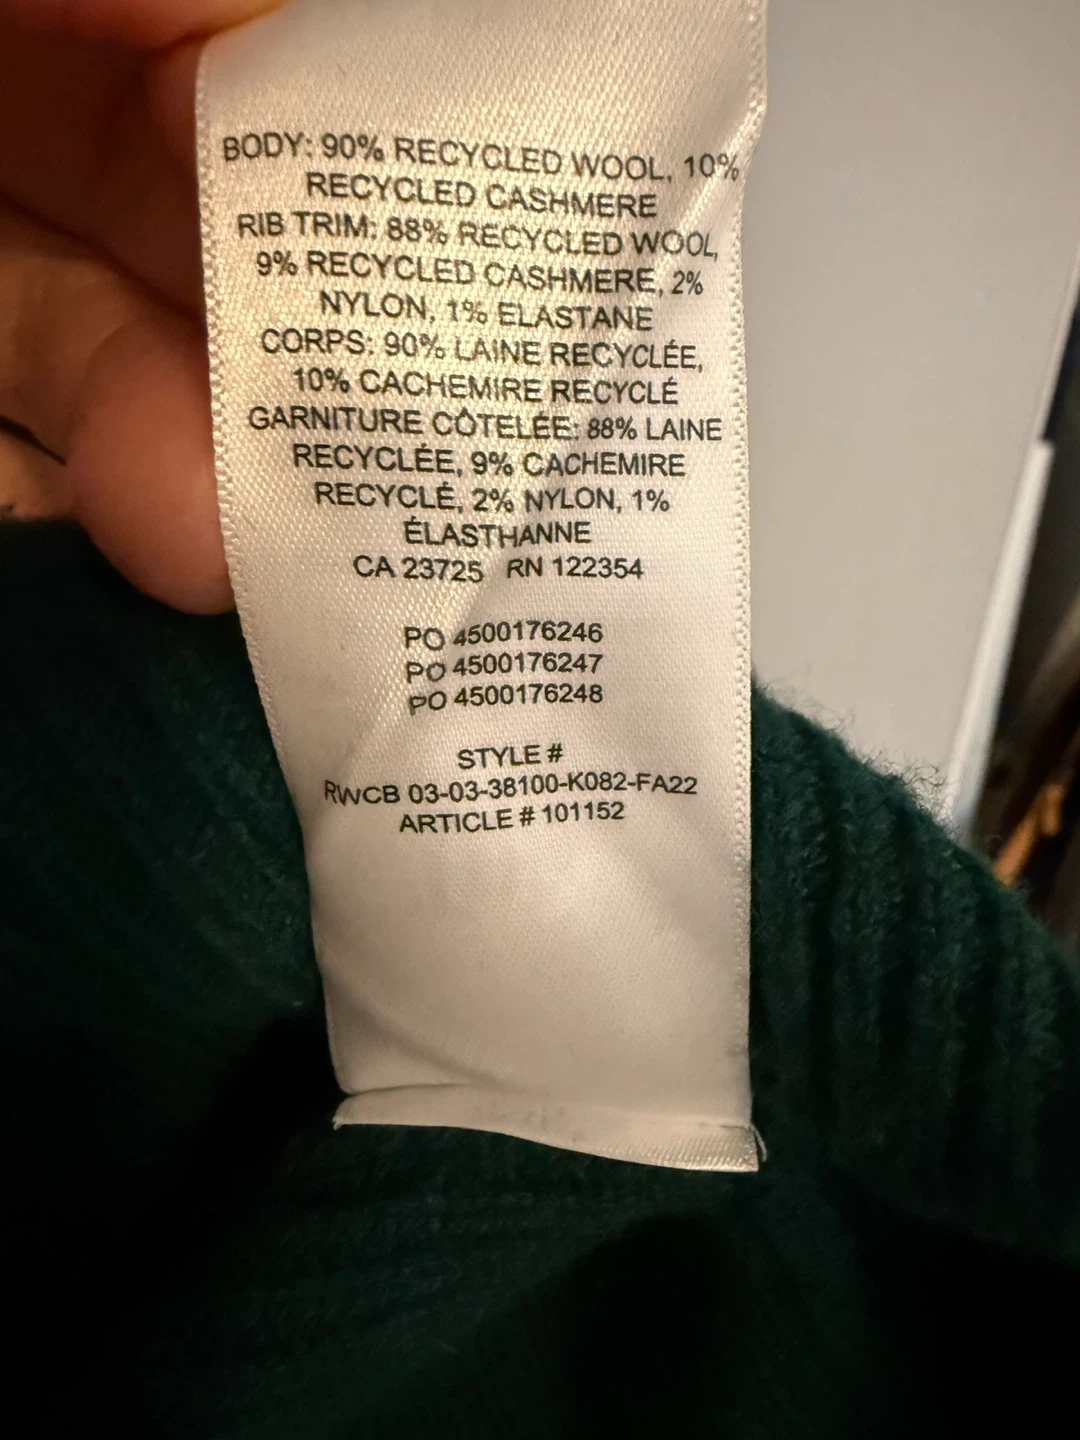 BODY: 90% RECYCLED WOOL, 10%
RECYCLED CASHMERE
RIB TRIM: 88% RECYCLED WOOL,
9% RECYCLED CASHMERE, 2%
NYLON, 1% ELASTANE
CORPS: 90% LAINE RECYCLÉE,
10% CACHEMIRE RECYCLÉ
GARNITURE CÔTELÉE: 88% LAINE
RECYCLÉE, 9% CACHEMIRE
RECYCLÉ, 2% NYLON, 1%
ÉLASTHANNE
CA 23725 RN 122354
PO 4500176246
PO 4500176247
PO 4500176248
STYLE #
RWCB 03-03-38100-K082-FA22
ARTICLE # 101152